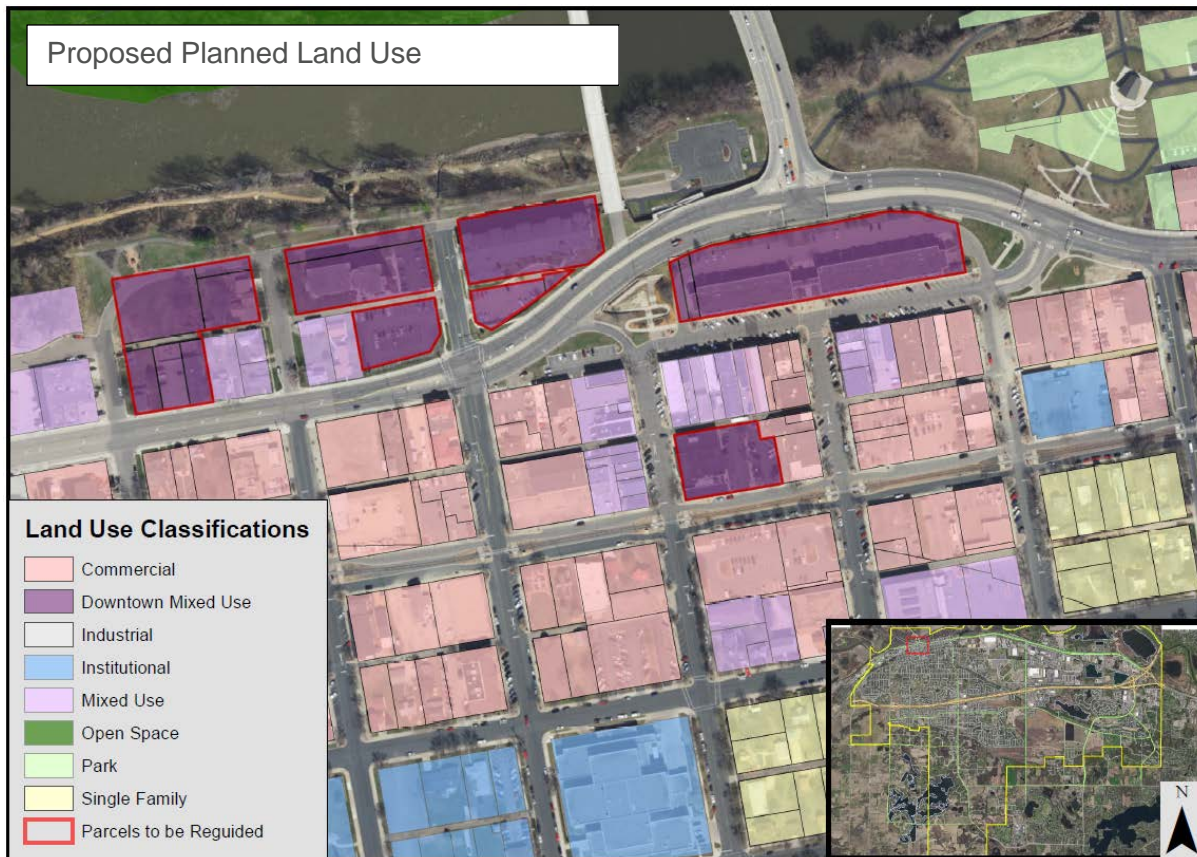 Proposed Planned Land Use
Land Use Classifications
Commercial
Downtown Mixed Use
Industrial
Institutional
Mixed Use
Open Space
Park
Single Family
Parcels to be Reguided
N